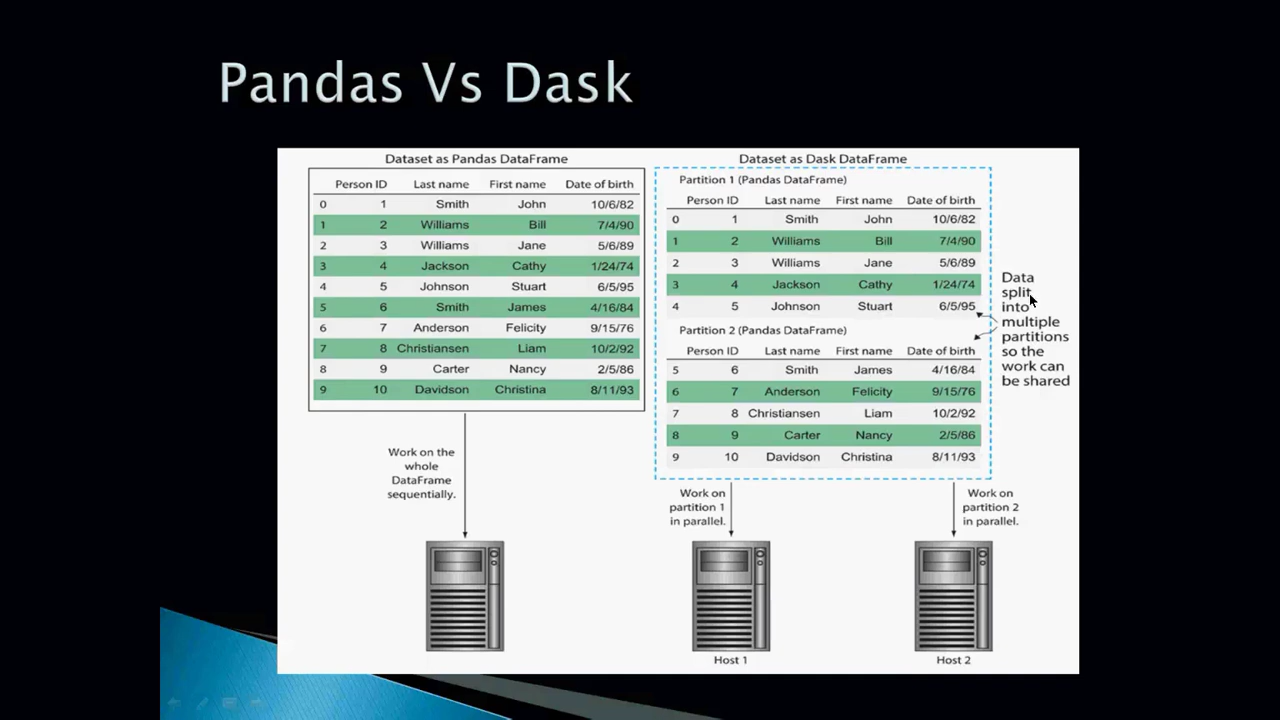 Pandas Vs Dask
Dataset as Pandas DataFrame
Person ID Last name First name Date of birth
0 1 Smith John 10/6/82
1 2 Williams Bill 7/4/90
2 3 Williams Jane 5/6/89
3 4 Jackson Cathy 1/24/74
4 5 Johnson Stuart 6/5/95
5 6 Smith James 4/16/84
6 7 Anderson Felicity 9/15/76
7 8 Christiansen Liam 10/2/92
8 9 Carter Nancy 2/5/86
9 10 Davidson Christina 8/11/93
Work on the
whole
DataFrame
sequentially.
Dataset as Dask DataFrame
Partition 1 (Pandas DataFrame)
Person ID Last name First name Date of birth
0 1 Smith John 10/6/82
1 2 Williams Bill 7/4/90
2 3 Williams Jane 5/6/89
3 4 Jackson Cathy 1/24/74
4 5 Johnson Stuart 6/5/95
Partition 2 (Pandas DataFrame)
Person ID Last name First name Date of birth
5 6 Smith James 4/16/84
6 7 Anderson Felicity 9/15/76
7 8 Christiansen Liam 10/2/92
8 9 Carter Nancy 2/5/86
9 10 Davidson Christina 8/11/93
Data
split
into
multiple
partitions
so the
work can
be shared
Work on
partition 1
in parallel.
Work on
partition 2
in parallel.
Host 1
Host 2